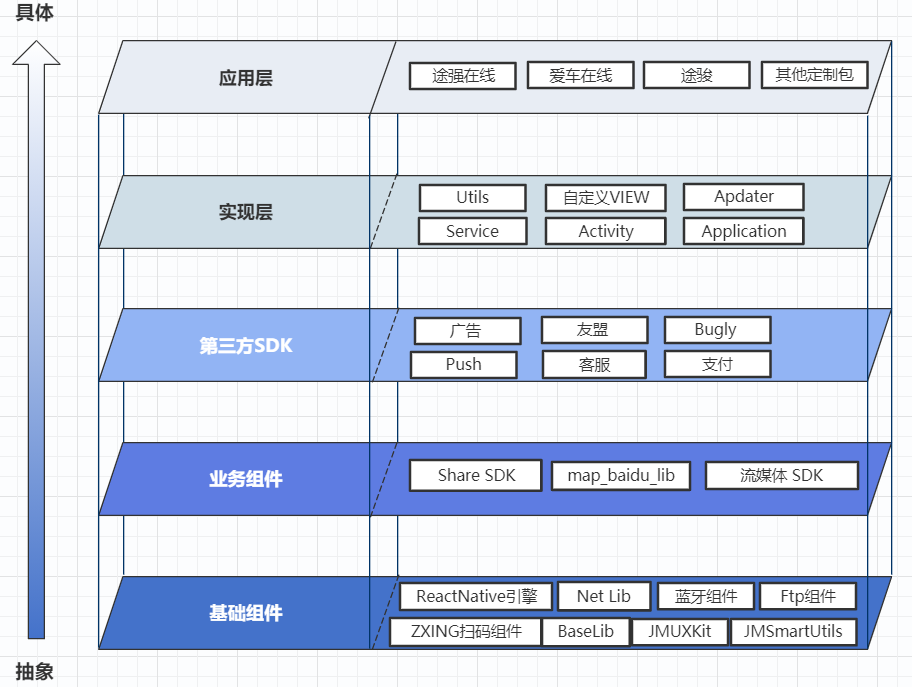 具体
应用层
途强在线 爱车在线 途骏 其他定制包
实现层
Utils 自定义VIEW Apdater
Service Activity Application
第三方SDK
广告 友盟 Bugly
Push 客服 支付
业务组件
Share SDK map_baidu_lib 流媒体 SDK
基础组件
ReactNative引擎 Net Lib 蓝牙组件 Ftp组件
ZXING扫码组件 BaseLib JMUXKit JMSmartUtils
抽象